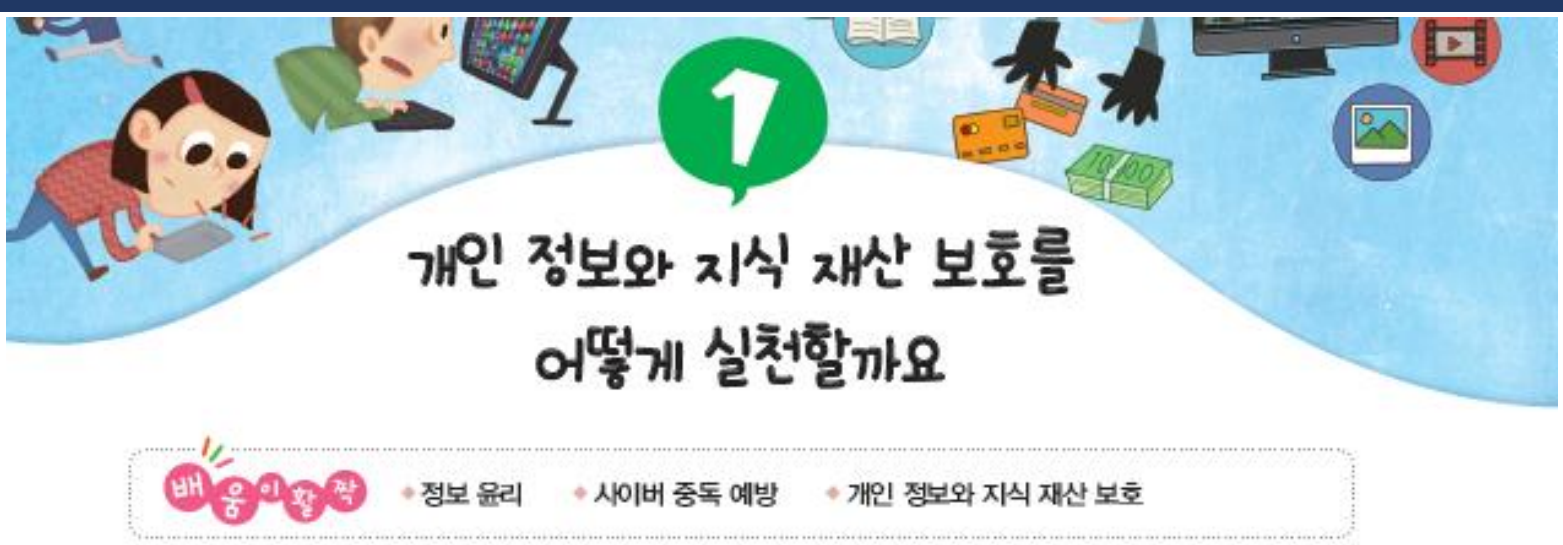 1
개인 정보와 지식 재산 보호를
어떻게 실천할까요
배움이활짝 ◆정보 윤리 ◆사이버 중독 예방 ◆개인 정보와 지식 재산 보호